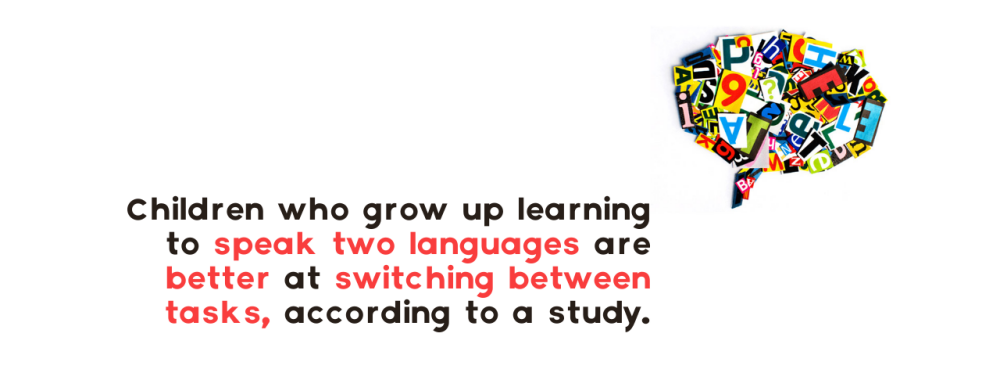 Children who grow up learning
to speak two languages are
better at switching between
tasks, according to a study.